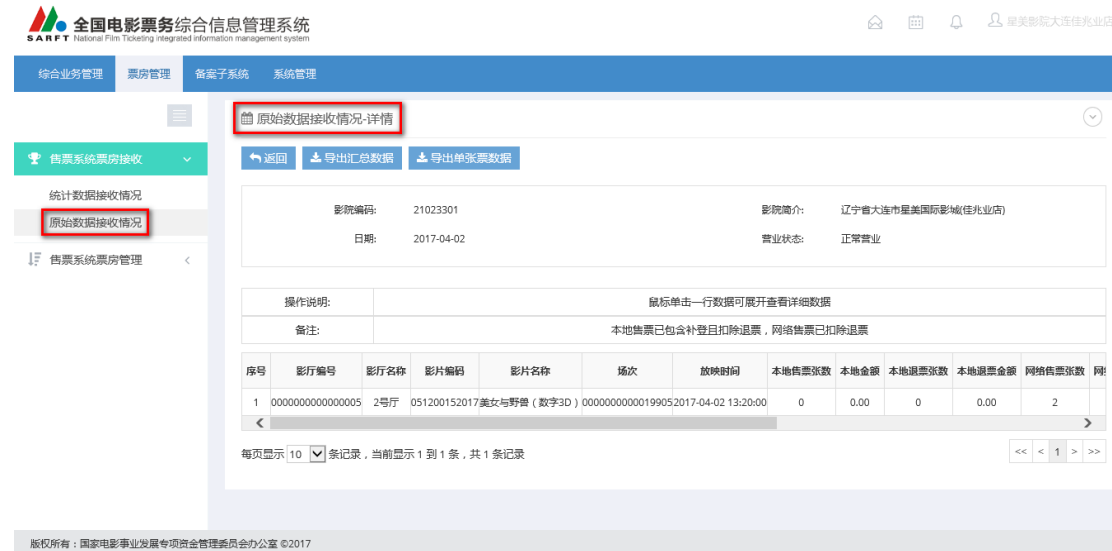 全国电影票务综合信息管理系统
SARFT National Film Ticketing integrated information management system
星美影院大连佳兆业店
综合业务管理 票房管理 备案子系统 系统管理
原始数据接收情况-详情
售票系统票房接收
返回 导出汇总数据 导出单张票数据
统计数据接收情况
原始数据接收情况
售票系统票房管理
影院编码: 21023301 影院简介: 辽宁省大连市星美国际影城(佳兆业店)
日期: 2017-04-02 营业状态: 正常营业
操作说明: 鼠标单击一行数据可展开查看详细数据
备注: 本地售票已包含补登且扣除退票，网络售票已扣除退票
序号 影厅编号 影厅名称 影片编码 影片名称 场次 放映时间 本地售票张数 本地金额 本地退票张数 本地退票金额 网络售票张数
1 0000000000000005 2号厅 051200152017 美女与野兽（数字3D） 0000000000019905 2017-04-02 13:20:00 0 0.00 0 0.00 2
每页显示 10 条记录，当前显示 1 到 1 条，共 1 条记录
<< < 1 > >>
版权所有：国家电影事业发展专项资金管理委员会办公室 ©2017